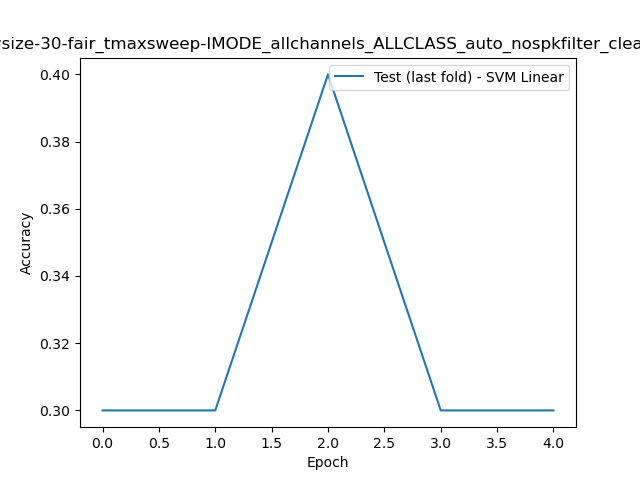 size-30-fair_tmaxsweep-IMODE_allchannels_ALLCLASS_auto_nospkfilter_clea
Test (last fold) - SVM Linear
0.40
0.38
0.36
0.34
0.32
0.30
Accuracy
0.0 0.5 1.0 1.5 2.0 2.5 3.0 3.5 4.0
Epoch